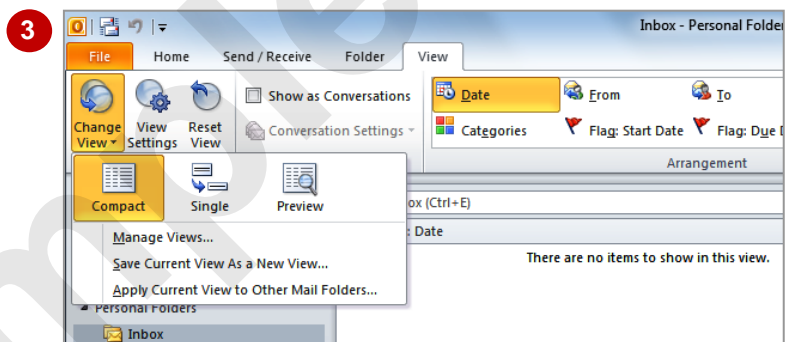 3
Inbox - Personal Folde
File Home Send / Receive Folder View
Change View View Settings Reset View
Show as Conversations
Conversation Settings
Date From To
Categories Flag: Start Date Flag: Due
Arrangement
Compact Single Preview
ox (Ctrl+E)
Manage Views...
: Date
Save Current View As a New View...
There are no items to show in this view.
Apply Current View to Other Mail Folders...
Personal Folders
Inbox